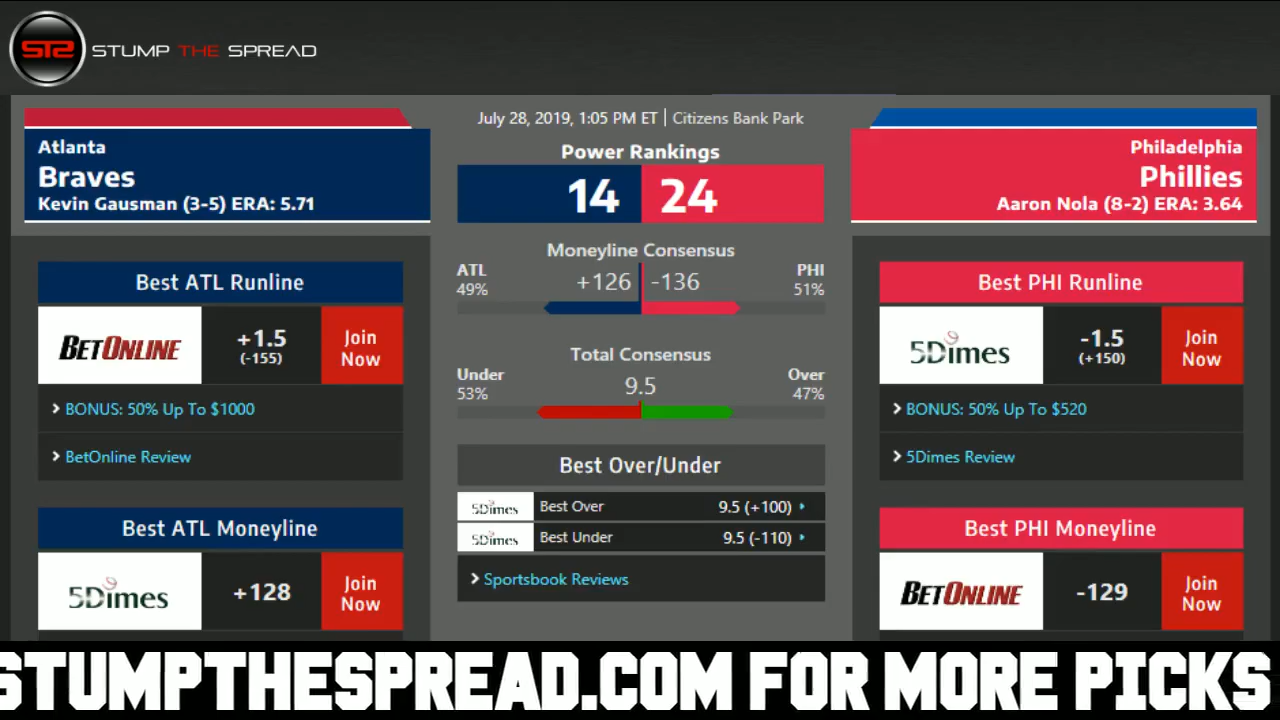 STS STUMP THE SPREAD
July 28, 2019, 1:05 PM ET | Citizens Bank Park
Atlanta
Braves
Kevin Gausman (3-5) ERA: 5.71
Power Rankings
14 24
Philadelphia
Phillies
Aaron Nola (8-2) ERA: 3.64
Best ATL Runline
BETONLINE
+1.5
(-155)
Join
Now
> BONUS: 50% Up To $1000
> BetOnline Review
Best ATL Moneyline
5Dimes
+128
Join
Now
Moneyline Consensus
ATL
49%
+126 -136
PHI
51%
Total Consensus
Under
53%
9.5
Over
47%
Best Over/Under
5Dimes Best Over 9.5 (+100)
5Dimes Best Under 9.5 (-110)
> Sportsbook Reviews
Best PHI Runline
5Dimes
-1.5
(+150)
Join
Now
> BONUS: 50% Up To $520
> 5Dimes Review
Best PHI Moneyline
BETONLINE
-129
Join
Now
STUMPTHESPREAD.COM FOR MORE PICKS